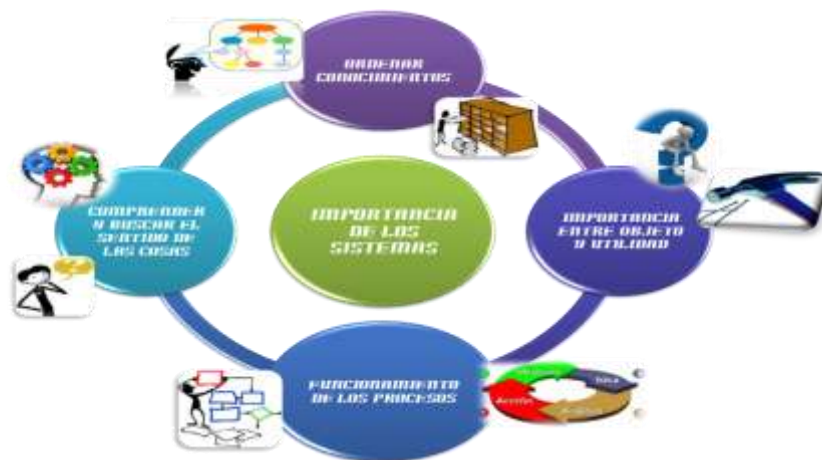 ORDENAR
CONOCIMIENTOS
COMPRENDER
Y BUSCAR EL
SENTIDO DE
LAS COSAS
IMPORTANCIA
DE LOS
SISTEMAS
IMPORTANCIA
ENTRE OBJETO
Y UTILIDAD
FUNCIONAMIENTO
DE LOS PROCESOS
Acción